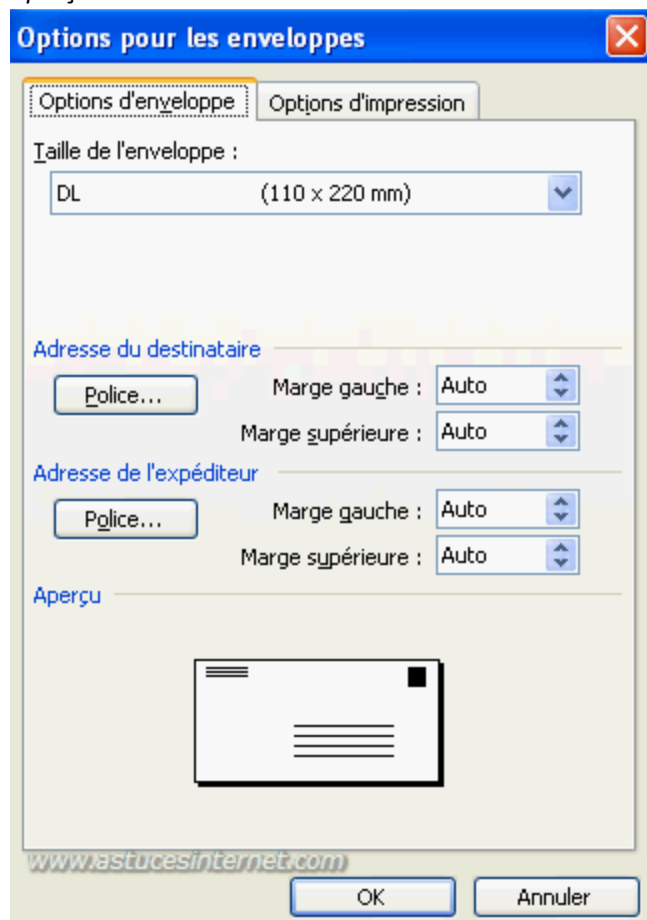 Options pour les enveloppes
Options d'enveloppe Options d'impression
Taille de l'enveloppe :
DL (110 x 220 mm)
Adresse du destinataire
Police... Marge gauche : Auto
Marge supérieure : Auto
Adresse de l'expéditeur
Police... Marge gauche : Auto
Marge supérieure : Auto
Aperçu
www.astucesinternet.com
OK Annuler